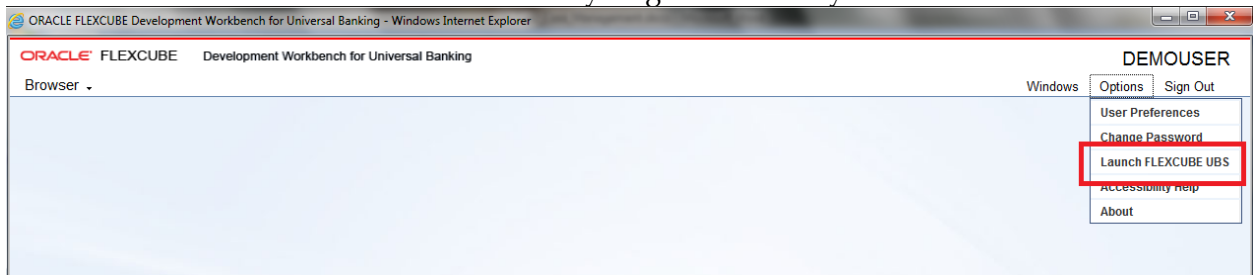 ORACLE FLEXCUBE Development Workbench for Universal Banking - Windows Internet Explorer
ORACLE FLEXCUBE Development Workbench for Universal Banking DEMOUSER
Browser Windows Options Sign Out
User Preferences
Change Password
Launch FLEXCUBE UBS
Accessibility Help
About